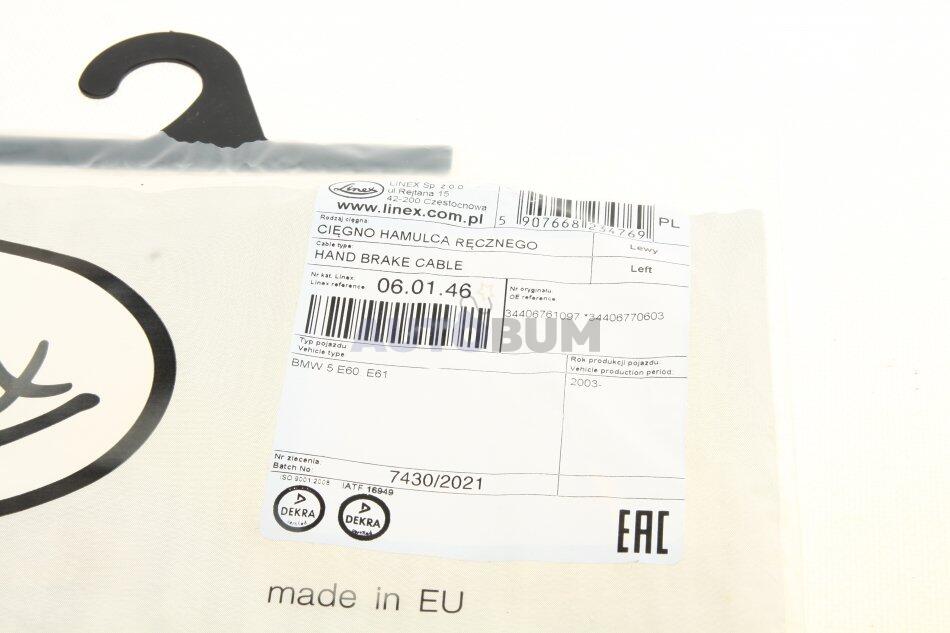 Linex
LINEX Sp. z o.o.
ul.Rejtana 15
42-200 Czestocnowa
www.linex.com.pl
5 907668 234769
PL
Rodzaj cięgna:
CIĘGNO HAMULCA RĘCZNEGO
Lewy
Cable type:
HAND BRAKE CABLE
Left
Nr kat. Linex:
Linex reference:
06.01.46
Nr oryginału:
OE reference:
34406761097 *34406770603
AUTOBUM
Typ pojazdu
Vehicle type
BMW 5 E60 E61
Rok produkcji pojazdu:
Vehicle production period:
2003-
Nr zlecenia
Batch No:
7430/2021
ISO 9001:2008
IATF 16949
DEKRA
DEKRA
EAC
made in EU